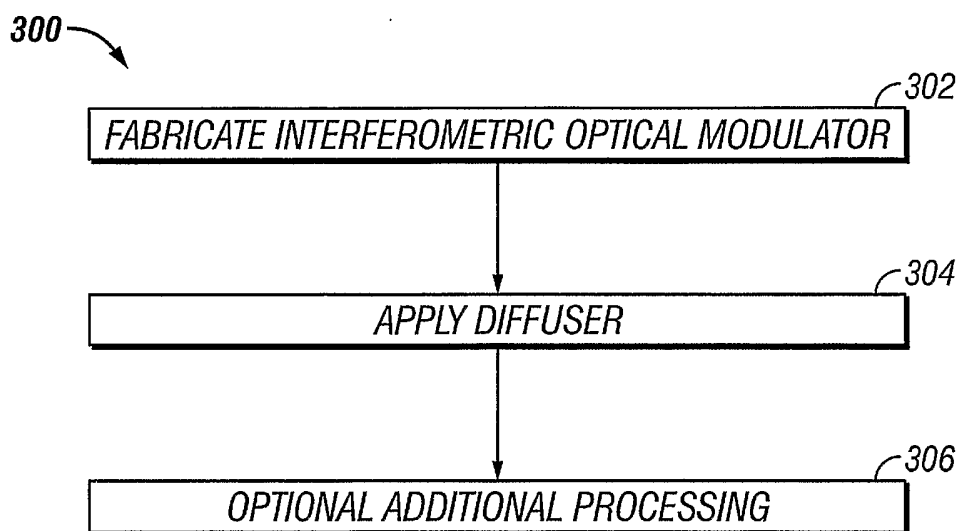 300
302
FABRICATE INTERFEROMETRIC OPTICAL MODULATOR
304
APPLY DIFFUSER
306
OPTIONAL ADDITIONAL PROCESSING